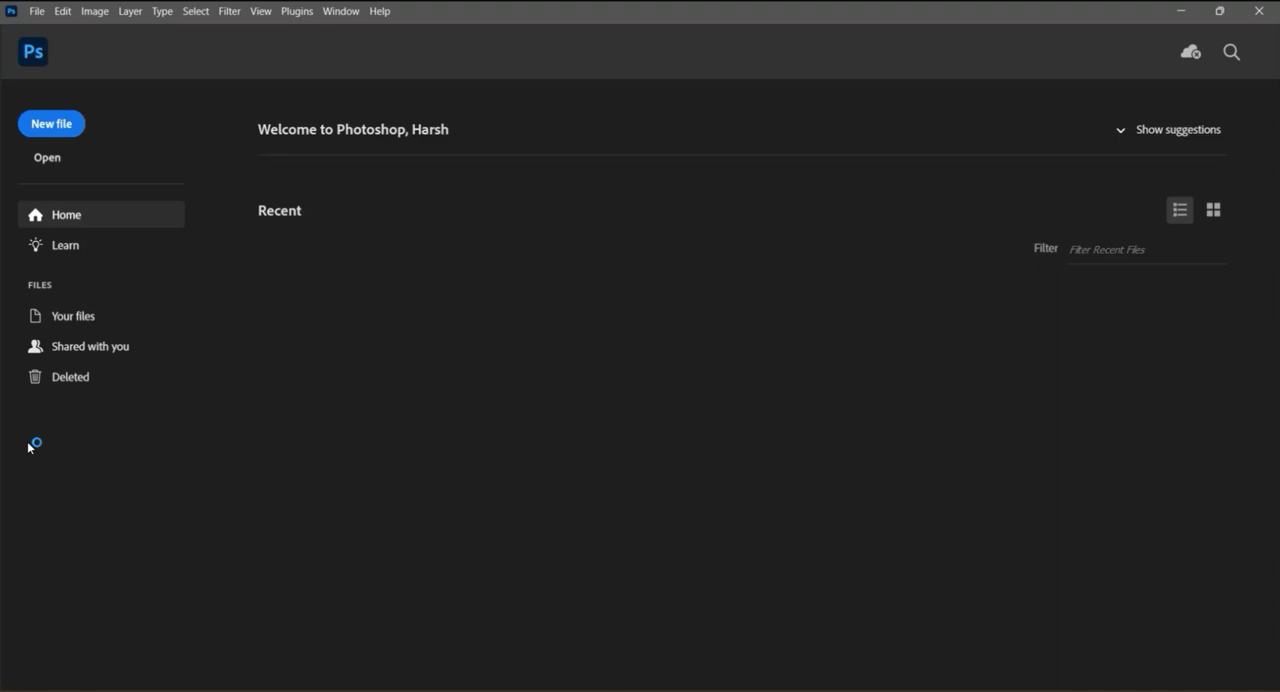 Ps File Edit Image Layer Type Select Filter View Plugins Window Help
Ps
New file
Welcome to Photoshop, Harsh
Show suggestions
Open
Home
Recent
Learn
Filter Filter Recent Files
FILES
Your files
Shared with you
Deleted